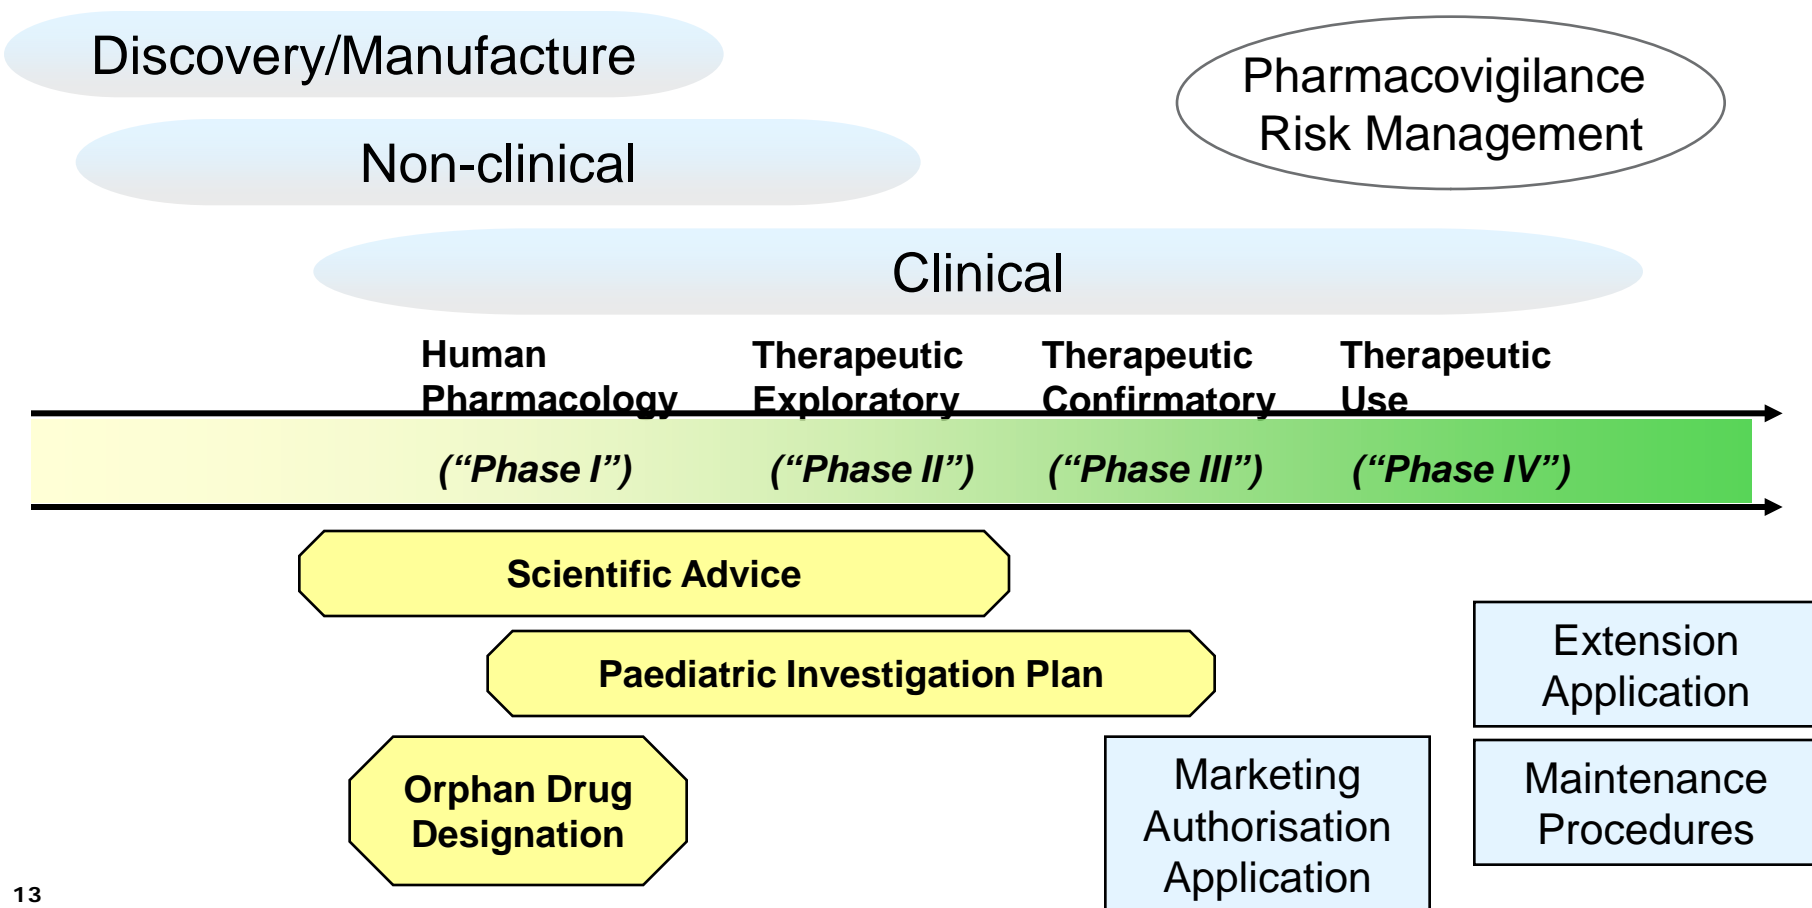 Discovery/Manufacture
Pharmacovigilance
Risk Management
Non-clinical
Clinical
Human
Pharmacology
Therapeutic
Exploratory
Therapeutic
Confirmatory
Therapeutic
Use
(“Phase I”)
(“Phase II”)
(“Phase III”)
(“Phase IV”)
Scientific Advice
Paediatric Investigation Plan
Extension
Application
Orphan Drug
Designation
Marketing
Authorisation
Application
Maintenance
Procedures
13